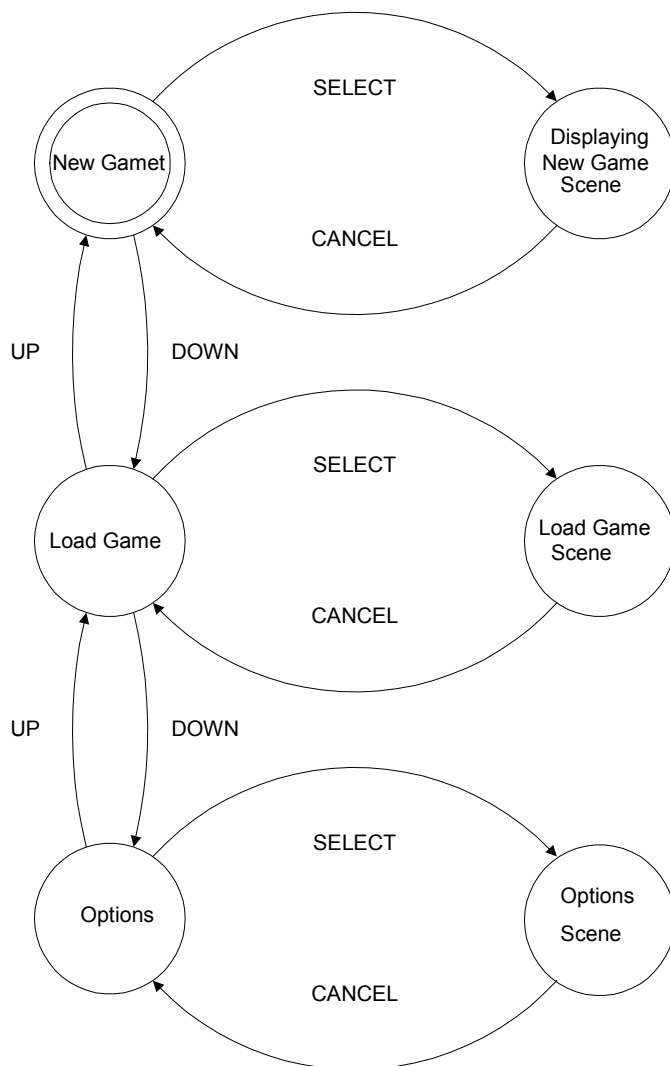 SELECT
New Gamet
Displaying
New Game
Scene
CANCEL
UP
DOWN
SELECT
Load Game
Load Game
Scene
CANCEL
UP
DOWN
SELECT
Options
Options
Scene
CANCEL